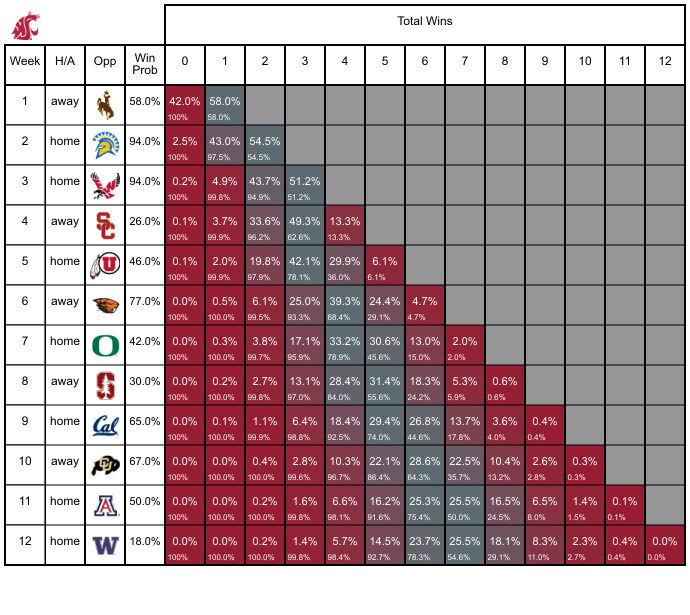 Total Wins
Week H/A Opp Win Prob 0 1 2 3 4 5 6 7 8 9 10 11 12
1 away 58.0% 42.0% 58.0%
100% 58.0%
2 home 94.0% 2.5% 43.0% 54.5%
100% 97.5% 54.5%
3 home 94.0% 0.2% 4.9% 43.7% 51.2%
100% 99.8% 94.9% 51.2%
4 away SC 26.0% 0.1% 3.7% 33.6% 49.3% 13.3%
100% 99.9% 96.2% 62.6% 13.3%
5 home U 46.0% 0.1% 2.0% 19.8% 42.1% 29.9% 6.1%
100% 99.9% 97.9% 78.1% 36.0% 6.1%
6 away 77.0% 0.0% 0.5% 6.1% 25.0% 39.3% 24.4% 4.7%
100% 100.0% 99.5% 93.3% 68.4% 29.1% 4.7%
7 home O 42.0% 0.0% 0.3% 3.8% 17.1% 33.2% 30.6% 13.0% 2.0%
100% 100.0% 99.7% 95.9% 78.9% 45.6% 15.0% 2.0%
8 away S 30.0% 0.0% 0.2% 2.7% 13.1% 28.4% 31.4% 18.3% 5.3% 0.6%
100% 100.0% 99.8% 97.0% 84.0% 55.6% 24.2% 5.9% 0.6%
9 home Cal 65.0% 0.0% 0.1% 1.1% 6.4% 18.4% 29.4% 26.8% 13.7% 3.6% 0.4%
100% 100.0% 99.9% 98.8% 92.5% 74.0% 44.6% 17.8% 4.0% 0.4%
10 away CU 67.0% 0.0% 0.0% 0.4% 2.8% 10.3% 22.1% 28.6% 22.5% 10.4% 2.6% 0.3%
100% 100.0% 100.0% 99.6% 96.7% 86.4% 64.3% 35.7% 13.2% 2.8% 0.3%
11 home A 50.0% 0.0% 0.0% 0.2% 1.6% 6.6% 16.2% 25.3% 25.5% 16.5% 6.5% 1.4% 0.1%
100% 100.0% 100.0% 99.8% 98.1% 91.6% 75.4% 50.0% 24.5% 8.0% 1.5% 0.1%
12 home W 18.0% 0.0% 0.0% 0.2% 1.4% 5.7% 14.5% 23.7% 25.5% 18.1% 8.3% 2.3% 0.4% 0.0%
100% 100.0% 100.0% 99.8% 98.4% 92.7% 78.3% 54.6% 29.1% 11.0% 2.7% 0.4% 0.0%